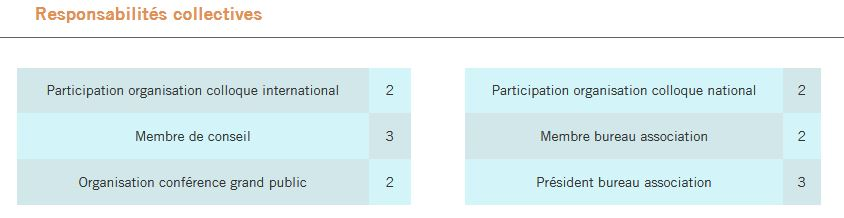 Responsabilités collectives
Participation organisation colloque international 2
Participation organisation colloque national 2
Membre de conseil 3
Membre bureau association 2
Organisation conférence grand public 2
Président bureau association 3